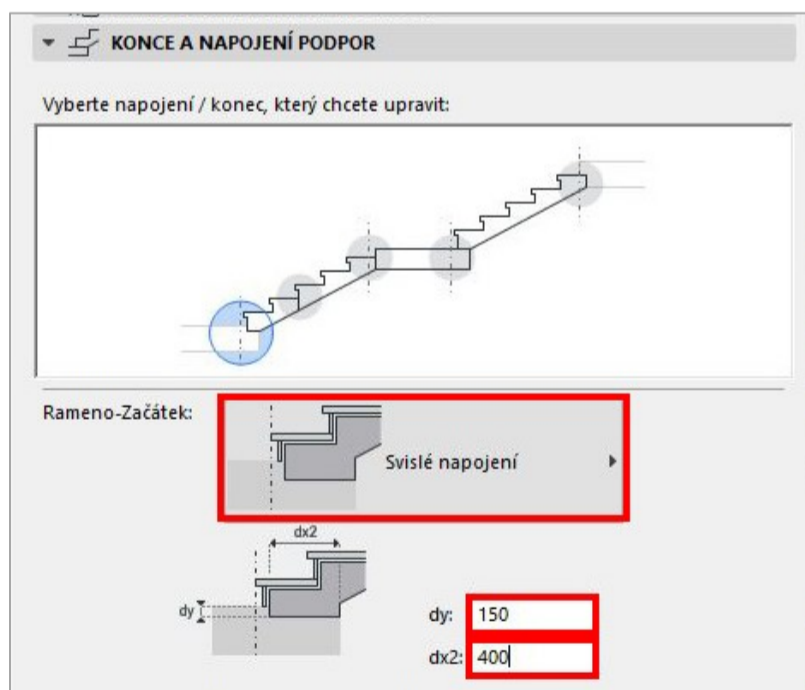 KONCE A NAPOJENÍ PODPOR
Vyberte napojení / konec, který chcete upravit:
Rameno-Začátek:
Svislé napojení
dx2
dy
dy: 150
dx2: 400